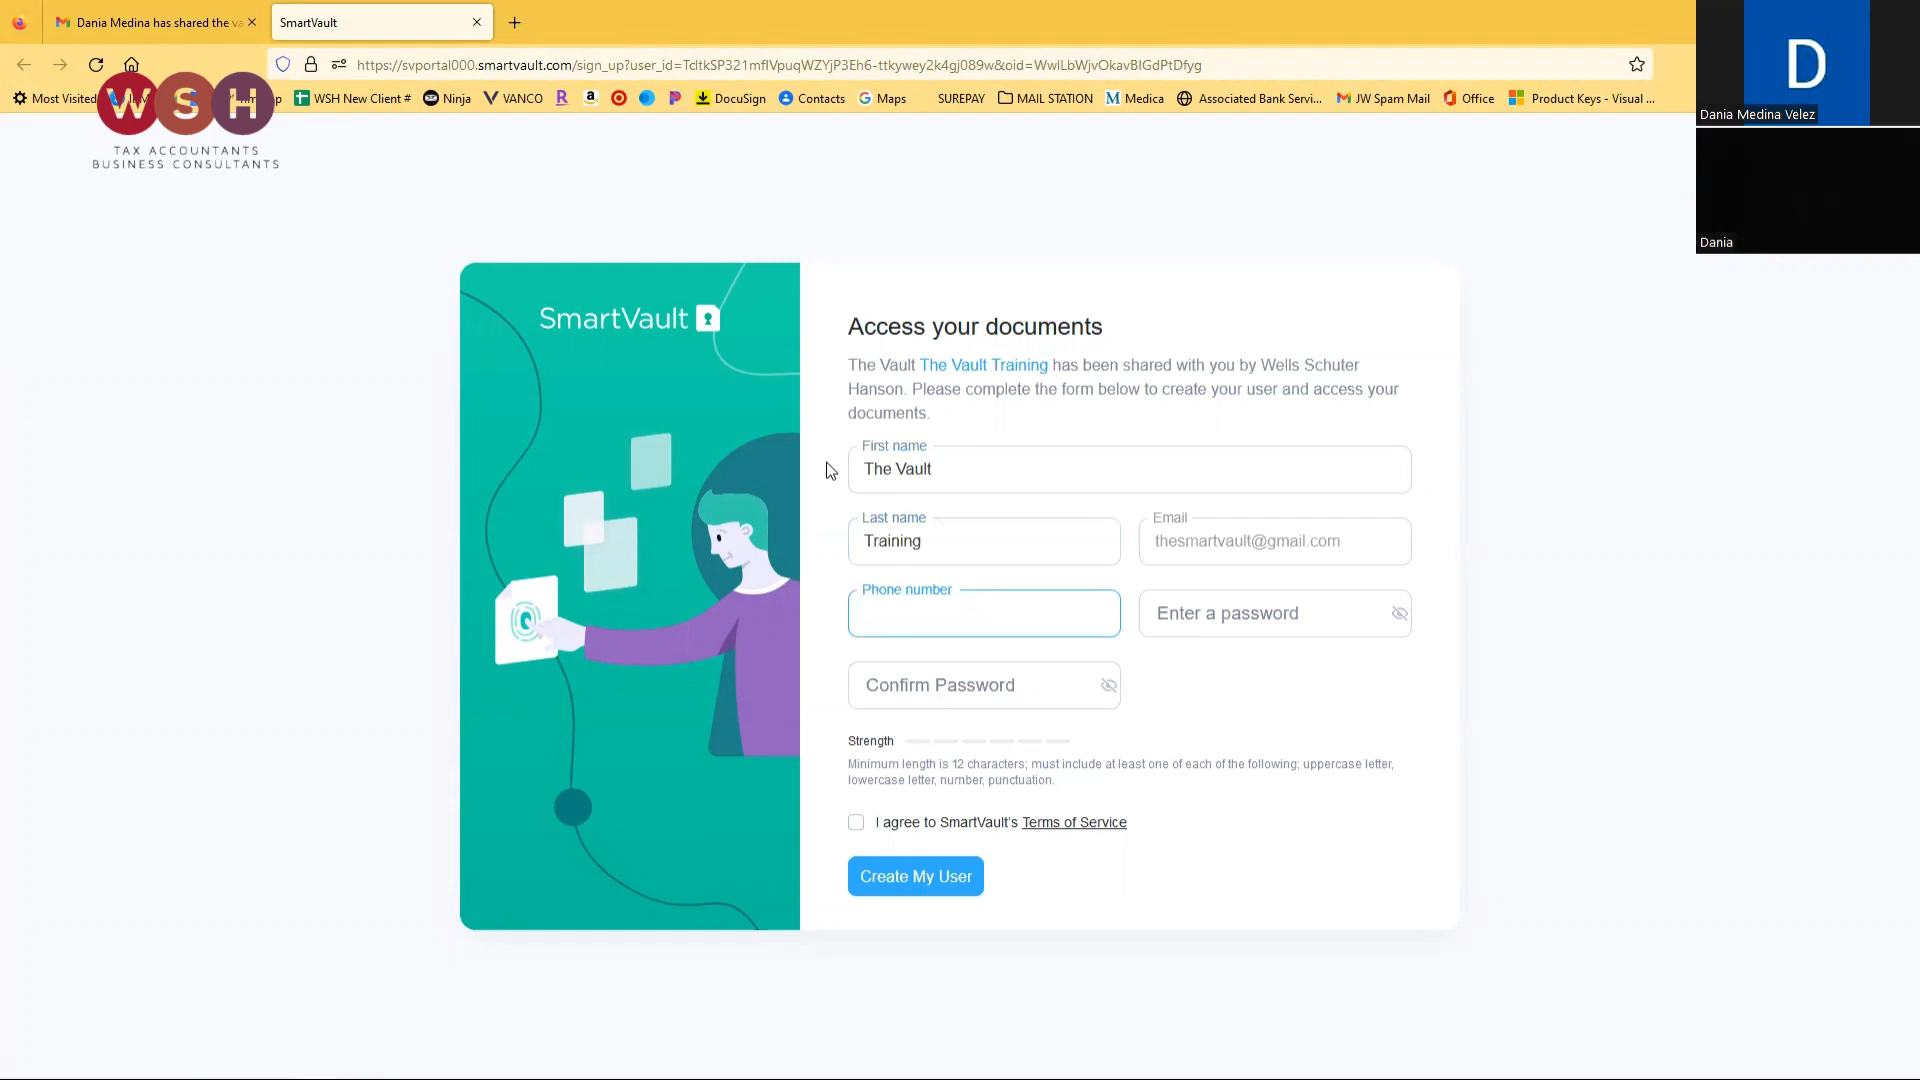 Dania Medina has shared the va
SmartVault
https://svportal000.smartvault.com/sign_up?user_id=TcltkSP321mfIVpuqWZYjP3Eh6-ttkywey2k4gj089w&oid=WwlLbWjvOkavBIGdPtDfyg
Most Visited
WSH New Client #
Ninja
VANCO
DocuSign
Contacts
Maps
SUREPAY
MAIL STATION
Medica
Associated Bank Servi...
JW Spam Mail
Office
Product Keys - Visual ...
WSH
TAX ACCOUNTANTS
BUSINESS CONSULTANTS
D
Dania Medina Velez
Dania
SmartVault
Access your documents
The Vault The Vault Training has been shared with you by Wells Schuter
Hanson. Please complete the form below to create your user and access your
documents.
First name
The Vault
Last name
Training
Email
thesmartvault@gmail.com
Phone number
Enter a password
Confirm Password
Strength
Minimum length is 12 characters; must include at least one of each of the following; uppercase letter,
lowercase letter, number, punctuation.
I agree to SmartVault's Terms of Service
Create My User